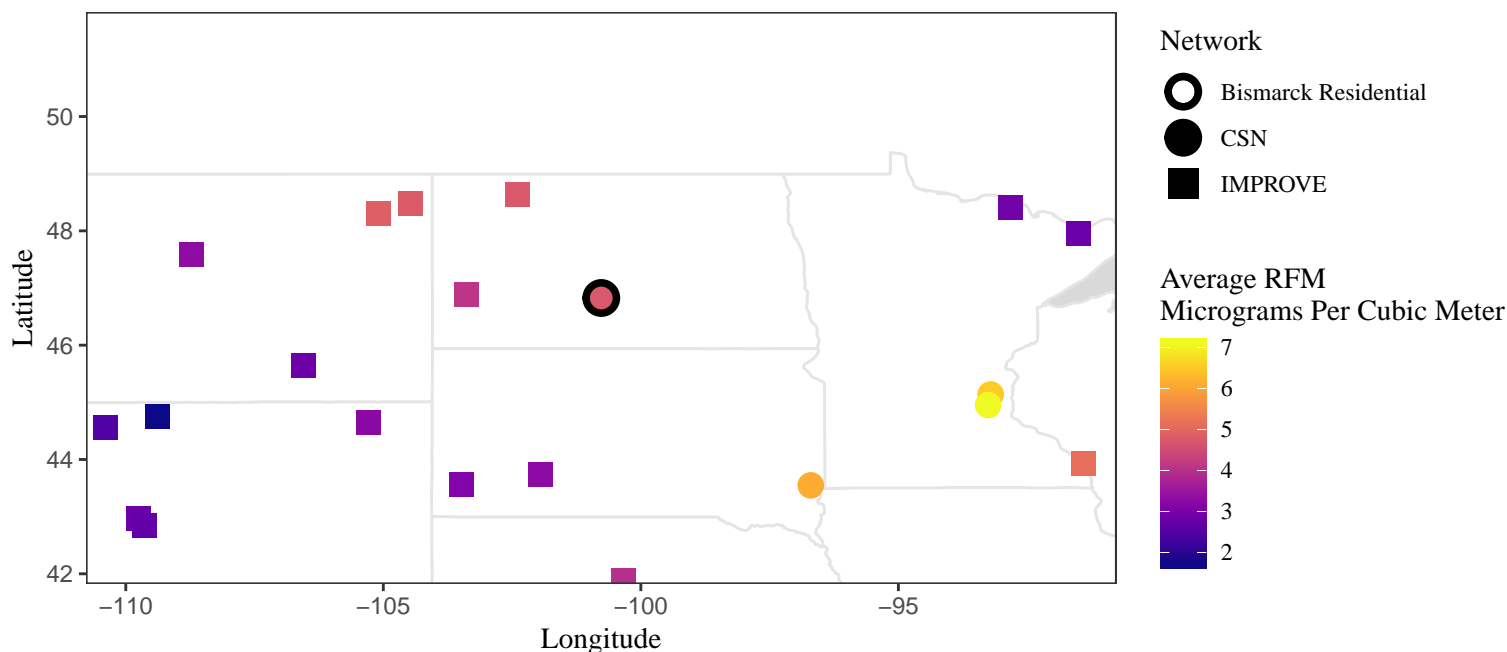 50
48
46
44
42
Latitude
−110
−105
−100
−95
Longitude
Network
Bismarck Residential
CSN
IMPROVE
Average RFM
Micrograms Per Cubic Meter
7
6
5
4
3
2